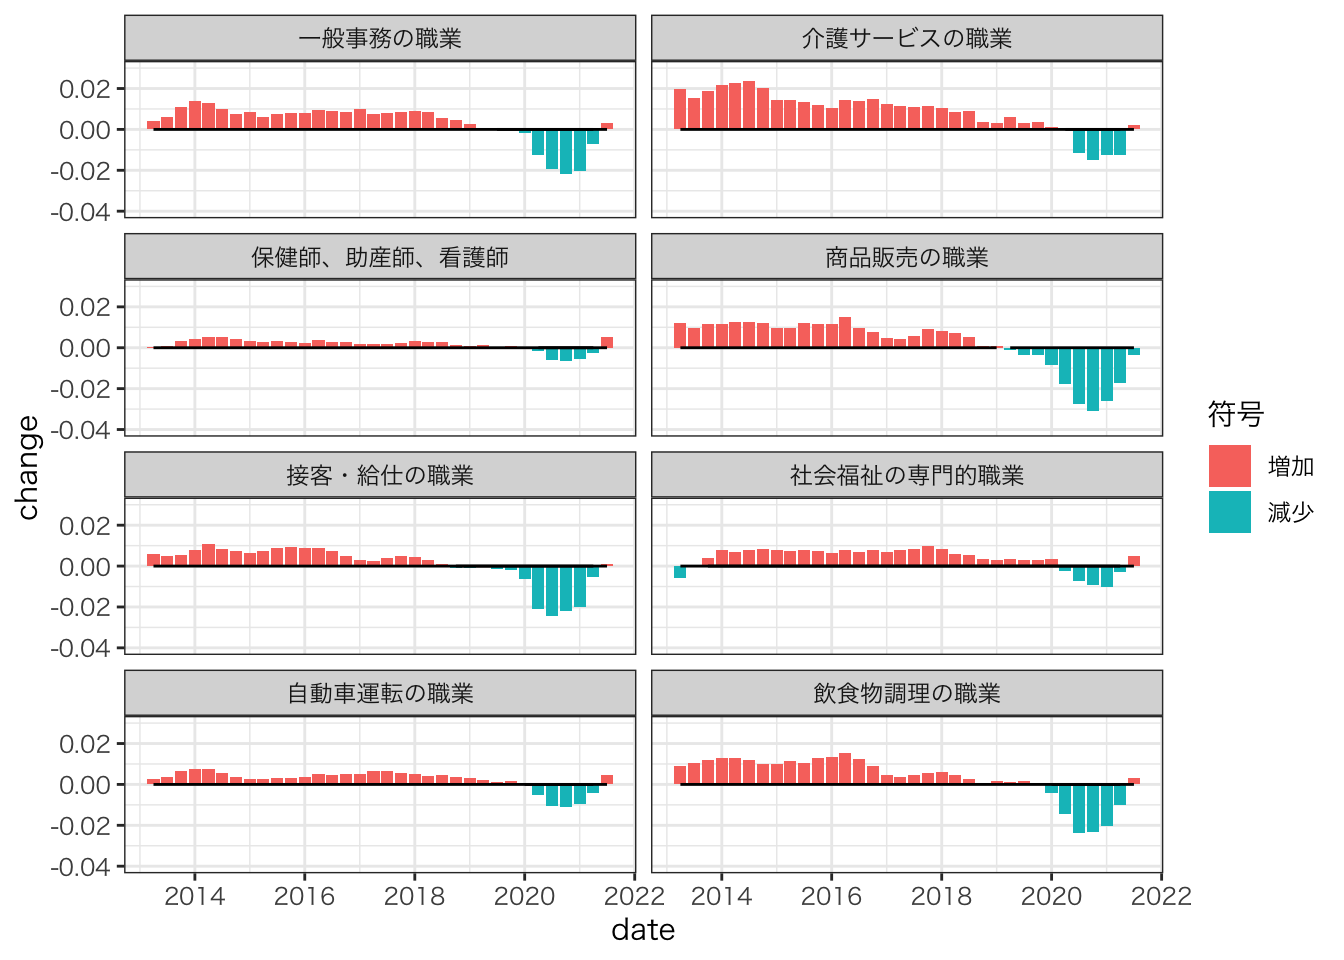 一般事務の職業
介護サービスの職業
0.02
0.00
-0.02
-0.04
保健師、助産師、看護師
商品販売の職業
0.02
0.00
-0.02
-0.04
接客・給仕の職業
社会福祉の専門的職業
0.02
0.00
-0.02
-0.04
自動車運転の職業
飲食物調理の職業
0.02
0.00
-0.02
-0.04
2014 2016 2018 2020 2022
2014 2016 2018 2020 2022
date
change
符号
増加
減少